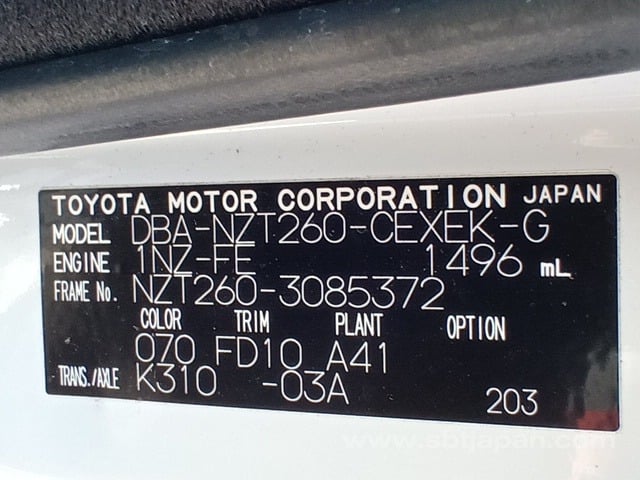 TOYOTA MOTOR CORPORATION JAPAN
MODEL DBA-NZT260-CEXEK-G
ENGINE 1NZ-FE 1496 mL
FRAME No. NZT260-3085372
COLOR TRIM PLANT OPTION
070 FD10 A41
TRANS./AXLE K310 -03A
203
www.sbtjapan.com